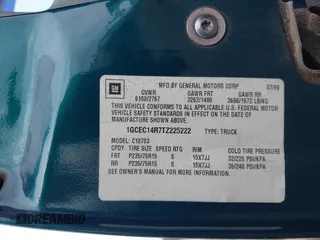 GM
MFD BY GENERAL MOTORS CORP 07/96
GVWR GAWR FRT GAWR RR
6100/2767 3262/1480 3686/1672 LB/KG
THIS VEHICLE CONFORMS TO ALL APPLICABLE U.S. FEDERAL
MOTOR VEHICLE SAFETY STANDARDS IN EFFECT ON THE
DATE OF MANUFACTURE SHOWN ABOVE.
1GCEC14R7TZ225222 TYPE: TRUCK
MODEL: C10703
CPDY TIRE SIZE SPEED RTG RIM COLD TIRE PRESSURE
FRT P235/75R15 S 15X7JJ 32/220 PSI/KPA
RR P235/75R15 S 15X7JJ 35/240 PSI/KPA
SEE OWNER'S MANUAL FOR ADDITIONAL INFORMATION.
DREAMBID